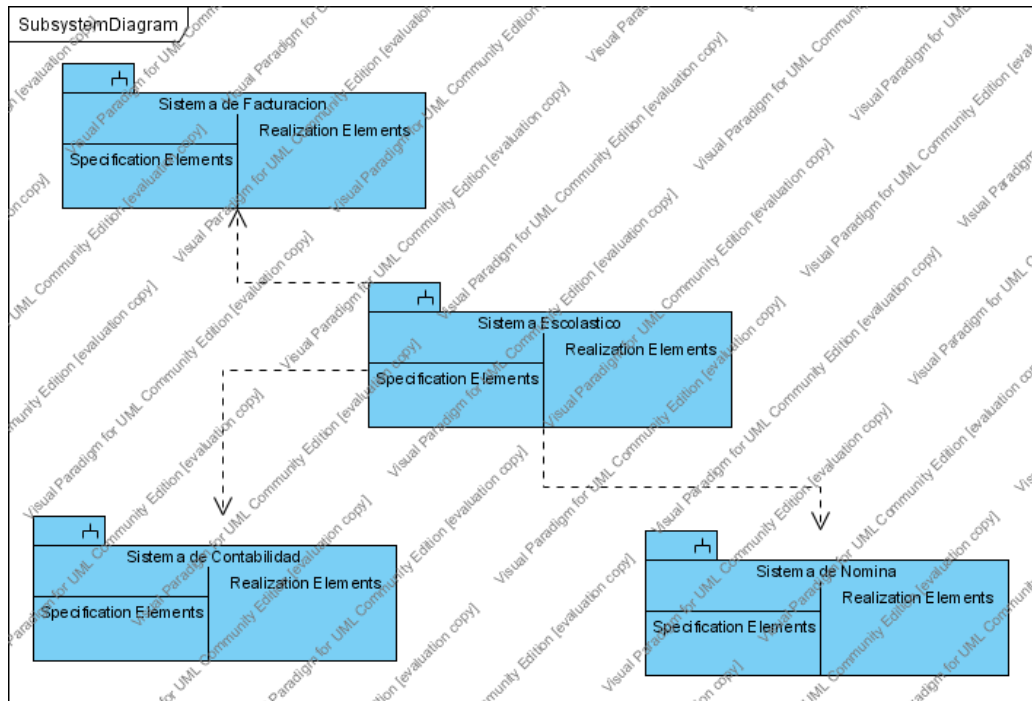 SubsystemDiagram
Sistema de Facturacion
Realization Elements
Specification Elements
Sistema Escolastico
Realization Elements
Specification Elements
Sistema de Contabilidad
Realization Elements
Specification Elements
Sistema de Nomina
Realization Elements
Specification Elements
Visual Paradigm for UML Community Edition [evaluation copy]